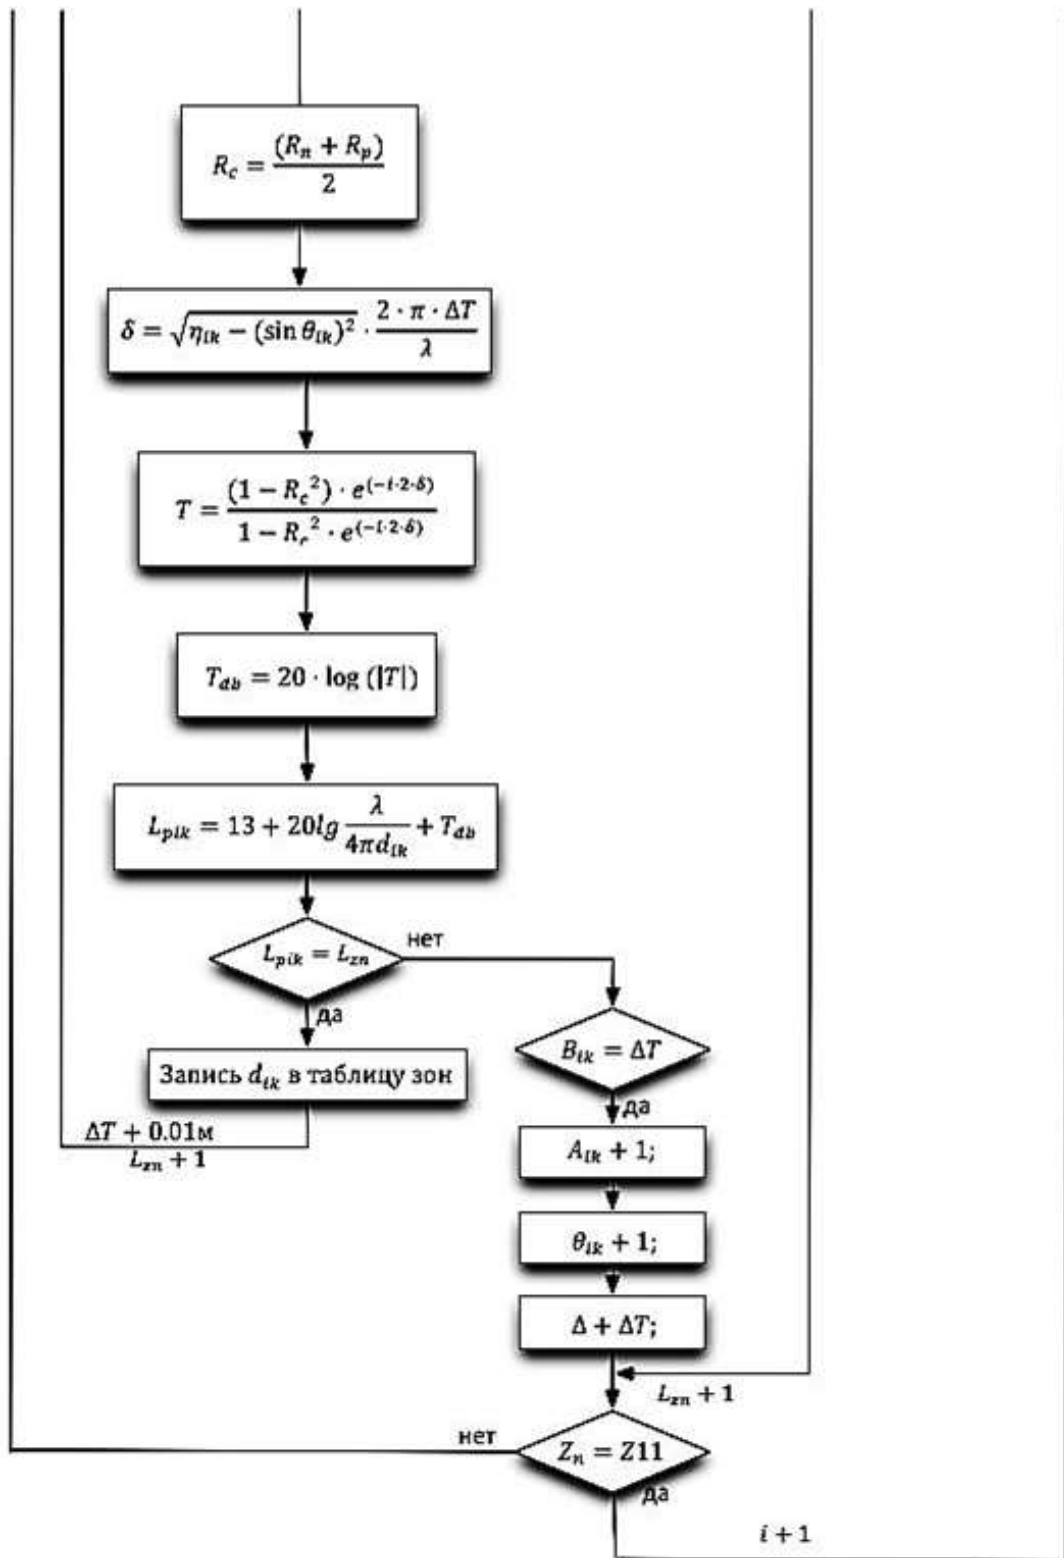 R_c = (R_n + R_p) / 2
δ = √(η_ik − (sin θ_ik)²) · (2 · π · ΔT) / λ
T = ((1 − R_c²) · e^(−i·2·δ)) / (1 − R_r² · e^(−i·2·δ))
T_db = 20 · log (|T|)
L_pik = 13 + 20lg λ / (4πd_ik) + T_db
L_pik = L_zn
нет
да
B_ik = ΔT
да
Запись d_ik в таблицу зон
ΔT + 0.01м
L_zn + 1
A_ik + 1;
θ_ik + 1;
Δ + ΔT;
L_zn + 1
нет
Z_n = Z11
да
i + 1